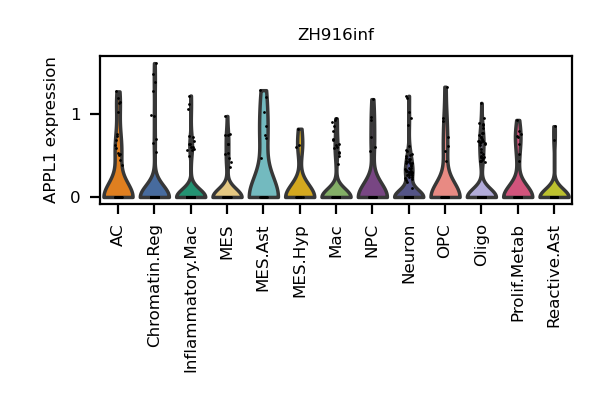 ZH916inf
APPL1 expression
1
0
AC
Chromatin.Reg
Inflammatory.Mac
MES
MES.Ast
MES.Hyp
Mac
NPC
Neuron
OPC
Oligo
Prolif.Metab
Reactive.Ast